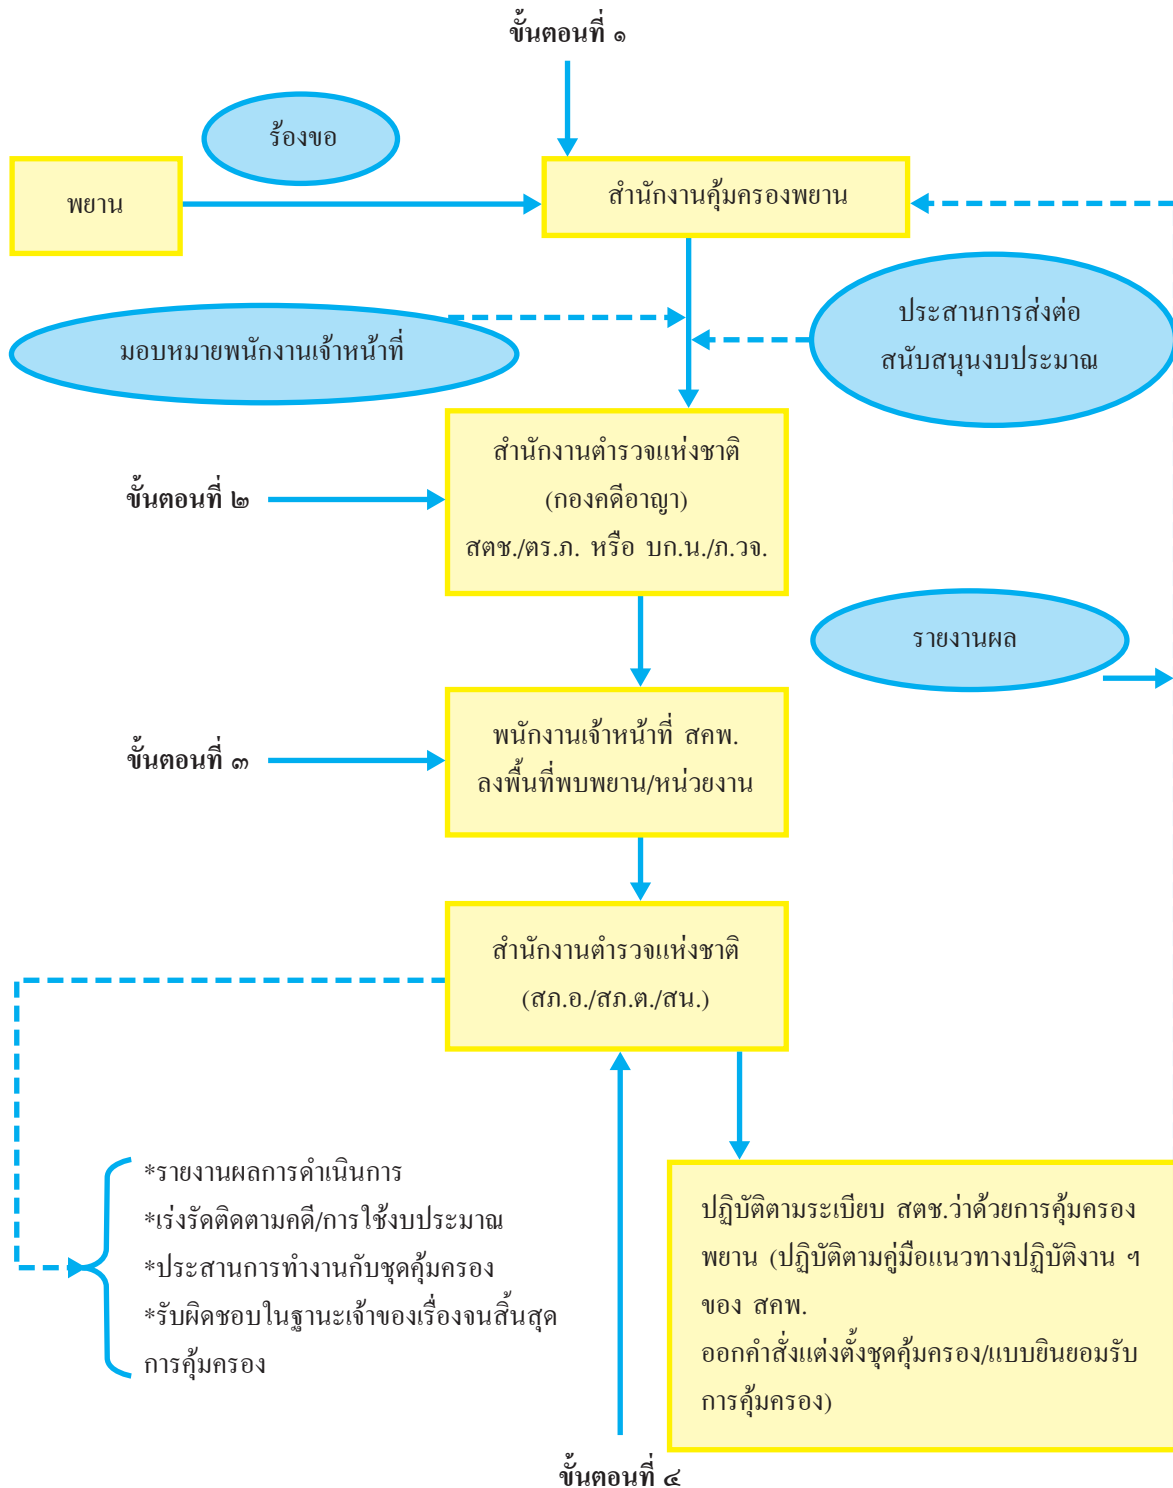 ขั้นตอนที่ ๑
ร้องขอ
พยาน
สำนักงานคุ้มครองพยาน
มอบหมายพนักงานเจ้าหน้าที่
ประสานการส่งต่อ
สนับสนุนงบประมาณ
ขั้นตอนที่ ๒
สำนักงานตำรวจแห่งชาติ
(กองคดีอาญา)
สตช./ตร.ภ. หรือ บก.น./ภ.วจ.
รายงานผล
ขั้นตอนที่ ๓
พนักงานเจ้าหน้าที่ สคพ.
ลงพื้นที่พบพยาน/หน่วยงาน
สำนักงานตำรวจแห่งชาติ
(สภ.อ./สภ.ต./สน.)
*รายงานผลการดำเนินการ
*เร่งรัดติดตามคดี/การใช้งบประมาณ
*ประสานการทำงานกับชุดคุ้มครอง
*รับผิดชอบในฐานะเจ้าของเรื่องจนสิ้นสุด
การคุ้มครอง
ปฏิบัติตามระเบียบ สตช.ว่าด้วยการคุ้มครอง
พยาน (ปฏิบัติตามคู่มือแนวทางปฏิบัติงาน ฯ
ของ สคพ.
ออกคำสั่งแต่งตั้งชุดคุ้มครอง/แบบยินยอมรับ
การคุ้มครอง)
ขั้นตอนที่ ๔